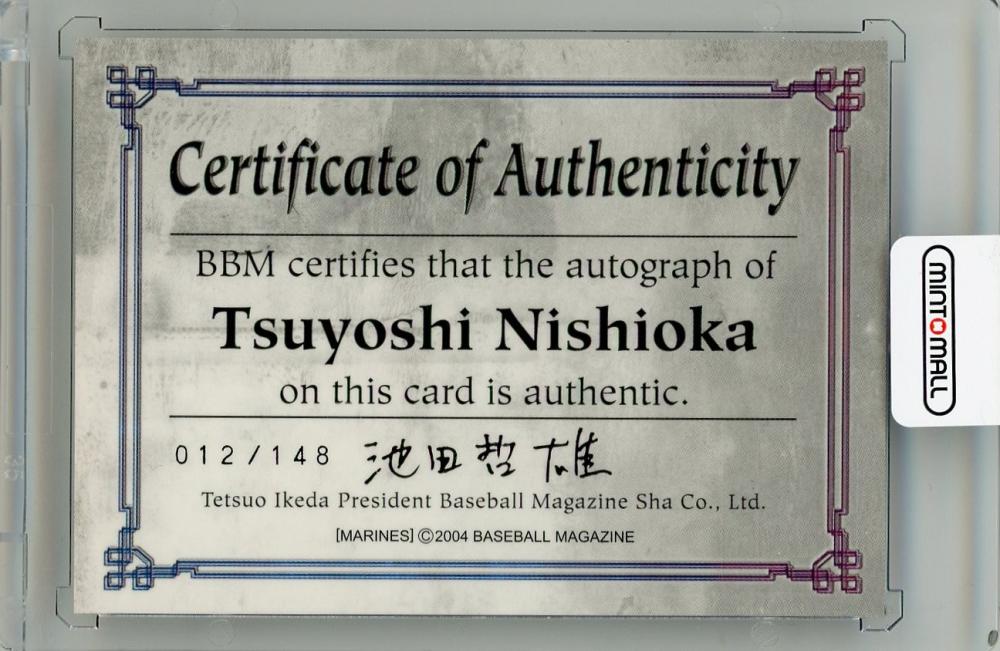 Certificate of Authenticity
BBM certifies that the autograph of
Tsuyoshi Nishioka
on this card is authentic.
012/148 池田哲雄
Tetsuo Ikeda President Baseball Magazine Sha Co., Ltd.
[MARINES] ©2004 BASEBALL MAGAZINE
MINTMALL